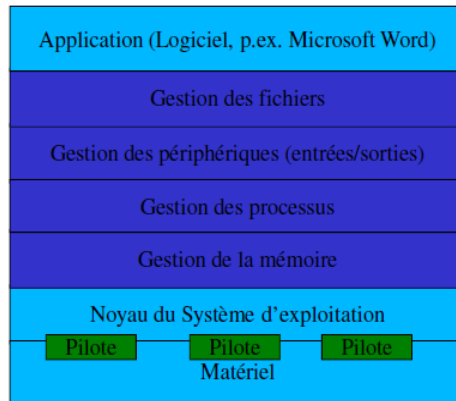 Application (Logiciel, p.ex. Microsoft Word)
Gestion des fichiers
Gestion des périphériques (entrées/sorties)
Gestion des processus
Gestion de la mémoire
Noyau du Système d'exploitation
Pilote Pilote Pilote
Matériel